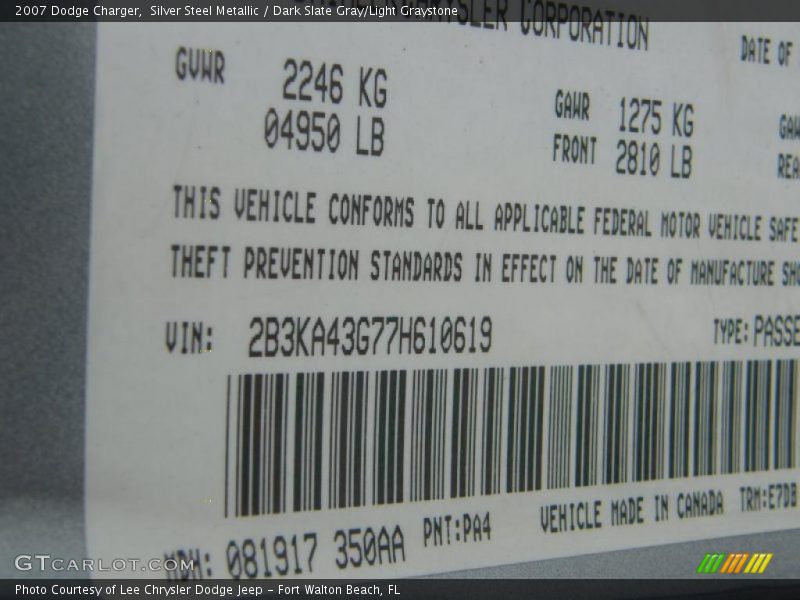 2007 Dodge Charger, Silver Steel Metallic / Dark Slate Gray/Light Graystone
CORPORATION
DATE OF
GVWR 2246 KG GAWR 1275 KG
04950 LB FRONT 2810 LB
THIS VEHICLE CONFORMS TO ALL APPLICABLE FEDERAL MOTOR VEHICLE SAFE
THEFT PREVENTION STANDARDS IN EFFECT ON THE DATE OF MANUFACTURE SHO
VIN: 2B3KA43G77H610619 TYPE: PASSE
MDH: 081917 350AA PNT:PA4 VEHICLE MADE IN CANADA TRM:E7DB
GTCARLOT.COM
Photo Courtesy of Lee Chrysler Dodge Jeep - Fort Walton Beach, FL